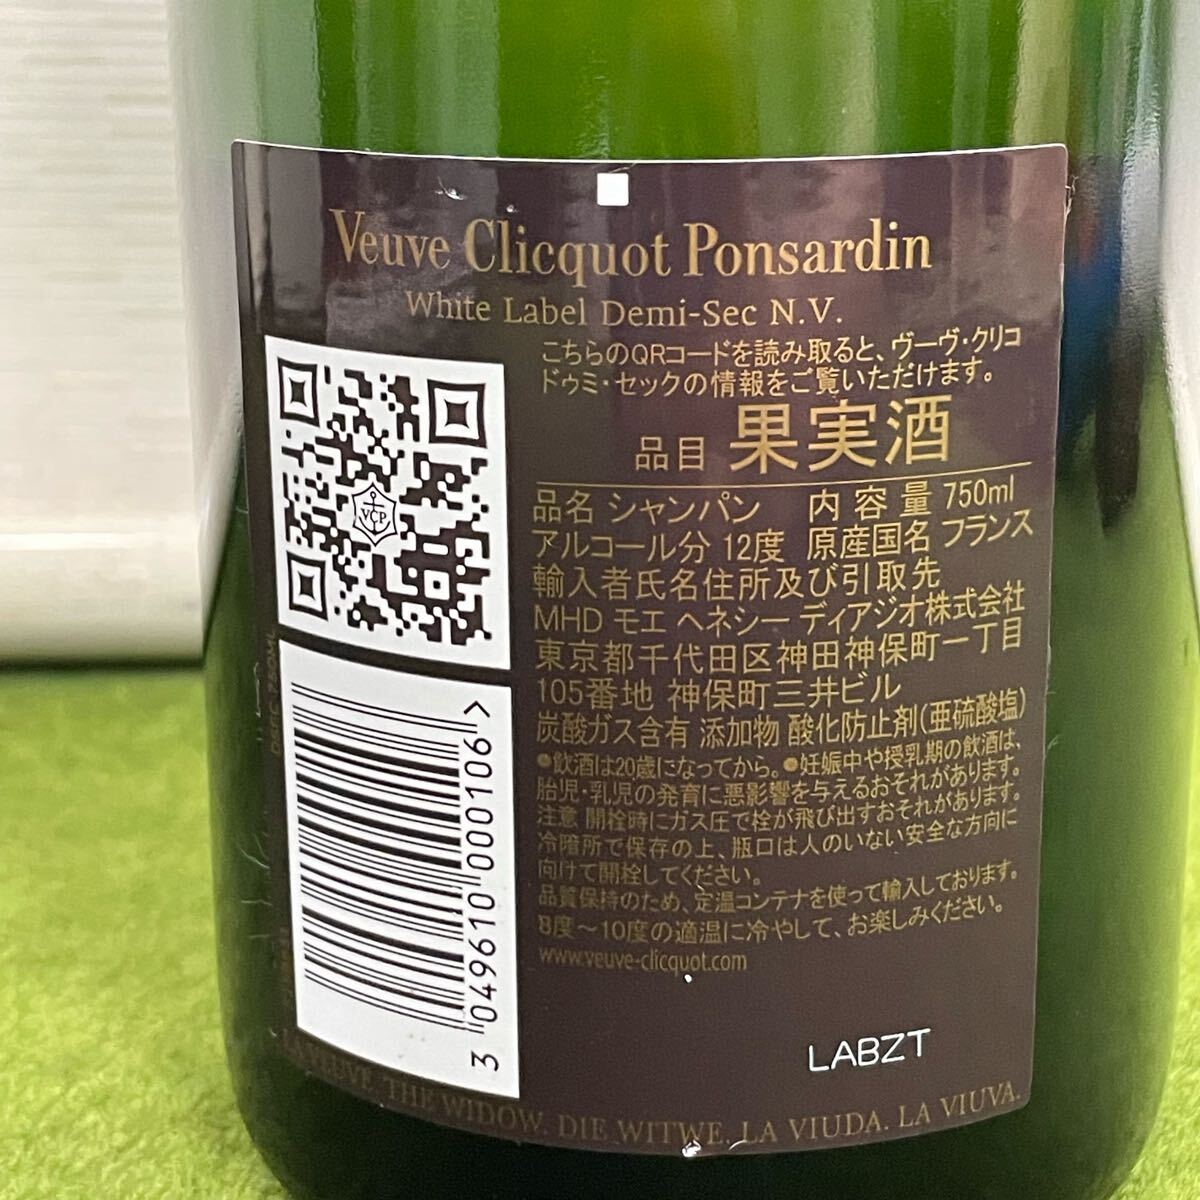 Veuve Clicquot Ponsardin
White Label Demi-Sec N.V.
こちらのQRコードを読み取ると、ヴーヴ・クリコ
ドゥミ・セックの情報をご覧いただけます。
品目 果実酒
品名 シャンパン 内容量 750ml
アルコール分 12度 原産国名 フランス
輸入者氏名住所及び引取先
MHD モエ ヘネシー ディアジオ株式会社
東京都千代田区神田神保町一丁目
105番地 神保町三井ビル
炭酸ガス含有 添加物 酸化防止剤(亜硫酸塩)
●飲酒は20歳になってから。●妊娠中や授乳期の飲酒は、
胎児・乳児の発育に悪影響を与えるおそれがあります。
注意 開栓時にガス圧で栓が飛び出すおそれがあります。
冷暗所で保存の上、瓶口は人のいない安全な方向に
向けて開栓してください。
品質保持のため、定温コンテナを使って輸入しております。
8度～10度の適温に冷やして、お楽しみください。
www.veuve-clicquot.com
VCP
3 049610 000106 >
LABZT
LA VEUVE. THE WIDOW. DIE WITWE. LA VIUDA. LA VIUVA.